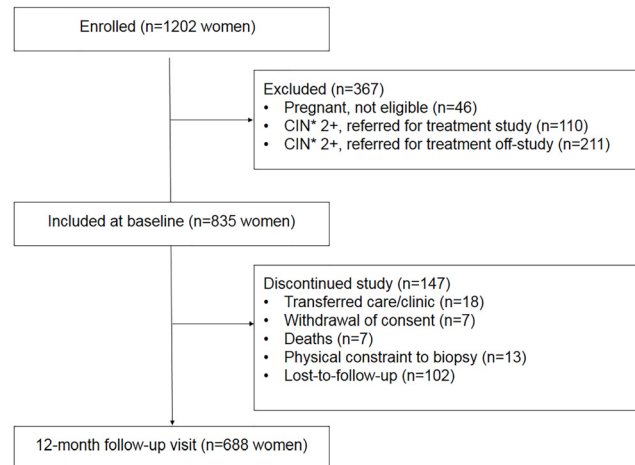 Enrolled (n=1202 women)
Excluded (n=367)
• Pregnant, not eligible (n=46)
• CIN* 2+, referred for treatment study (n=110)
• CIN* 2+, referred for treatment off-study (n=211)
Included at baseline (n=835 women)
Discontinued study (n=147)
• Transferred care/clinic (n=18)
• Withdrawal of consent (n=7)
• Deaths (n=7)
• Physical constraint to biopsy (n=13)
• Lost-to-follow-up (n=102)
12-month follow-up visit (n=688 women)